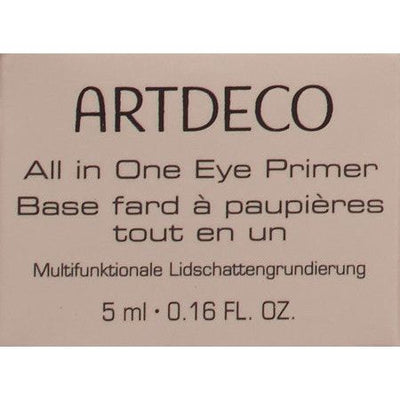 ARTDECO
All in One Eye Primer
Base fard à paupières
tout en un
Multifunktionale Lidschattengrundierung
5 ml · 0.16 FL. OZ.